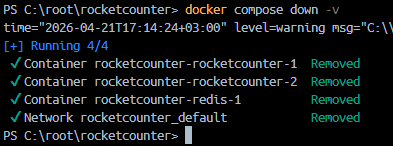 PS C:\root\rocketcounter> docker compose down -v
time="2026-04-21T17:14:24+03:00" level=warning msg="C:\\
[+] Running 4/4
✔ Container rocketcounter-rocketcounter-1 Removed
✔ Container rocketcounter-rocketcounter-2 Removed
✔ Container rocketcounter-redis-1 Removed
✔ Network rocketcounter_default Removed
PS C:\root\rocketcounter>